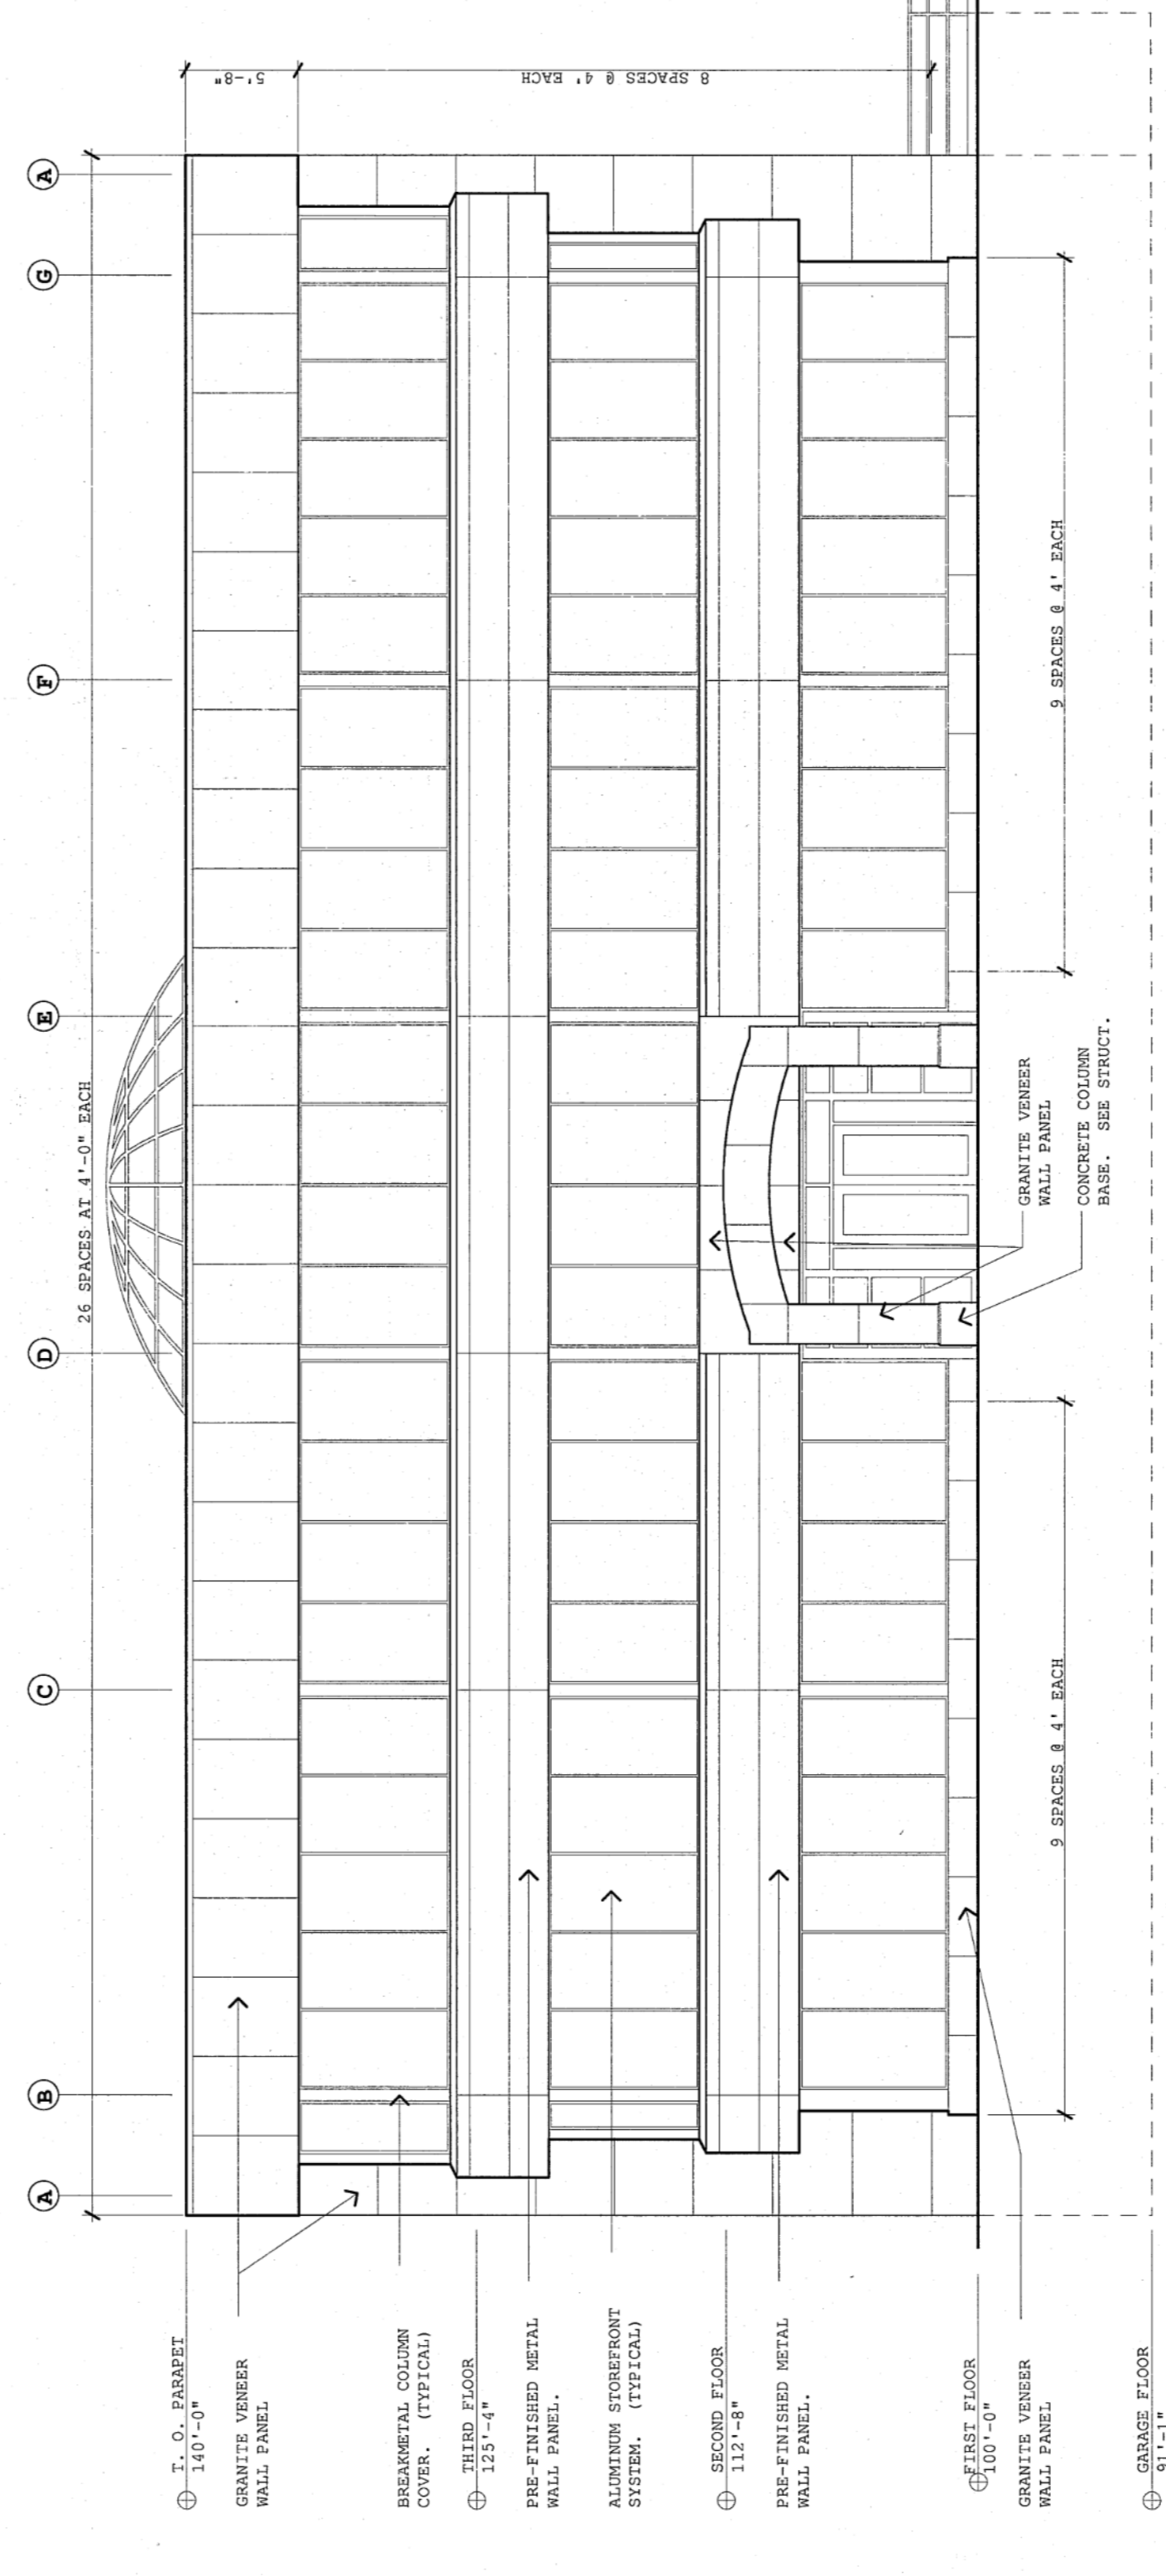 A
B
C
D
E
F
G
A
26 SPACES AT 4'-0" EACH
5'-8"
8 SPACES @ 4' EACH
T. O. PARAPET
140'-0"
GRANITE VENEER
WALL PANEL
BREAKMETAL COLUMN
COVER. (TYPICAL)
THIRD FLOOR
125'-4"
PRE-FINISHED METAL
WALL PANEL.
ALUMINUM STOREFRONT
SYSTEM. (TYPICAL)
SECOND FLOOR
112'-8"
PRE-FINISHED METAL
WALL PANEL.
FIRST FLOOR
100'-0"
GRANITE VENEER
WALL PANEL
GARAGE FLOOR
91'-1"
9 SPACES @ 4' EACH
GRANITE VENEER
WALL PANEL
CONCRETE COLUMN
BASE. SEE STRUCT.
9 SPACES @ 4' EACH